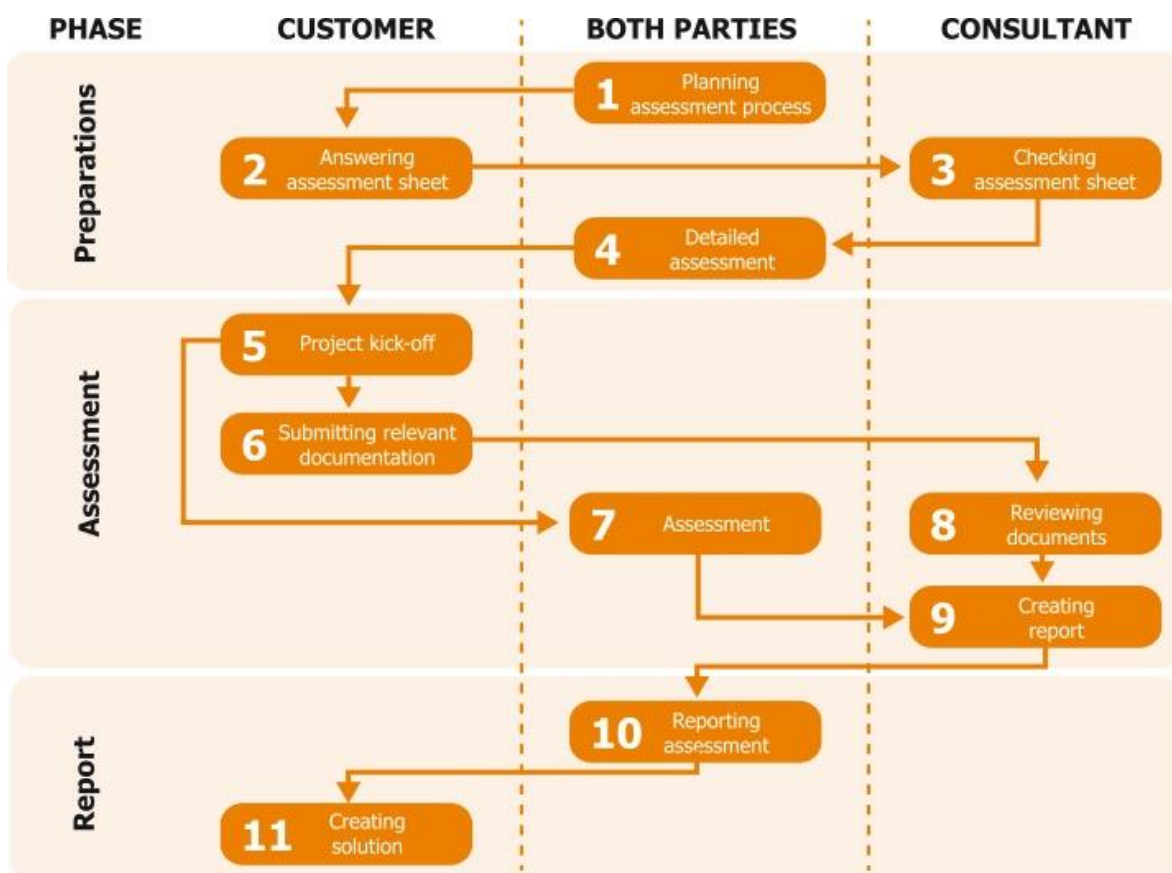 PHASE CUSTOMER BOTH PARTIES CONSULTANT
Preparations
1 Planning
assessment process
2 Answering
assessment sheet
3 Checking
assessment sheet
4 Detailed
assessment
Assessment
5 Project kick-off
6 Submitting relevant
documentation
7 Assessment
8 Reviewing
documents
9 Creating
report
Report
10 Reporting
assessment
11 Creating
solution